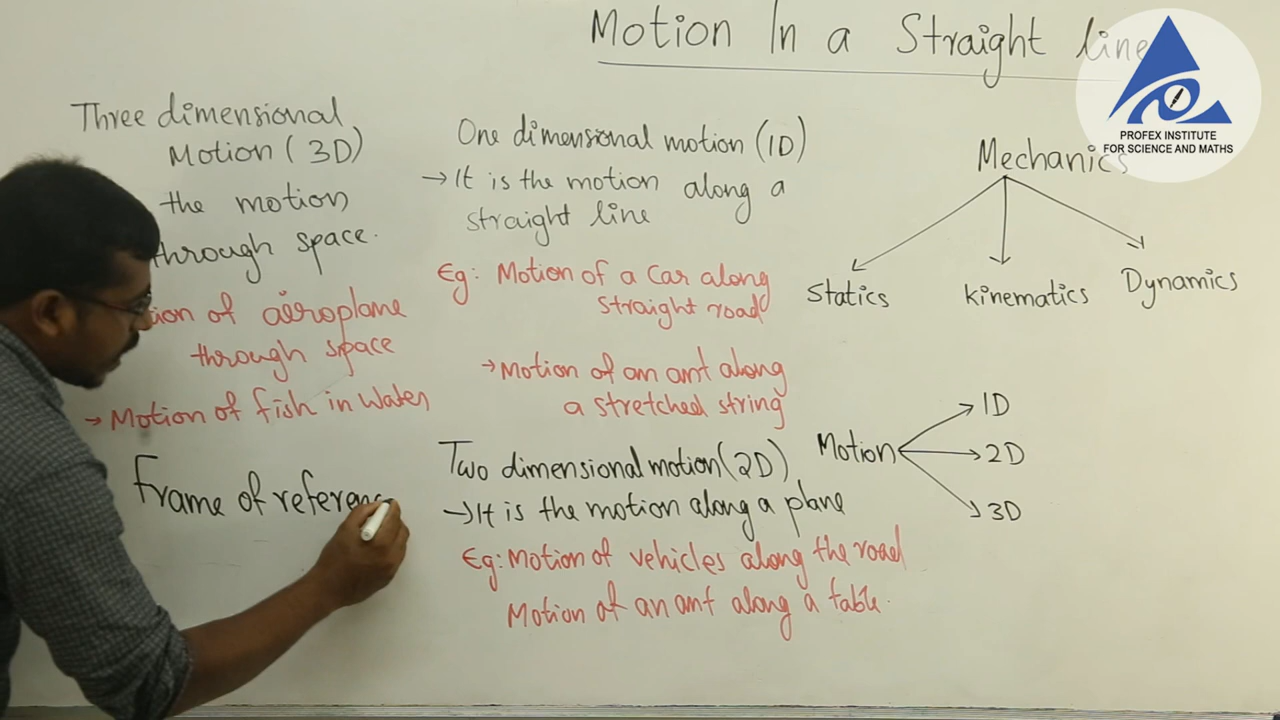 Motion In a Straight line
PROFEX INSTITUTE
FOR SCIENCE AND MATHS
Three dimensional
Motion (3D)
the motion
through space.
of aeroplane
through space
→ Motion of fish in water
Frame of reference
One dimensional motion (1D)
→ It is the motion along a
straight line
Eg: Motion of a Car along
straight road
→ Motion of an ant along
a stretched string
Two dimensional motion (2D)
→ It is the motion along a plane
Eg: Motion of vehicles along the road
Motion of an ant along a table.
Mechanics
Statics
Kinematics
Dynamics
Motion
1D
2D
3D